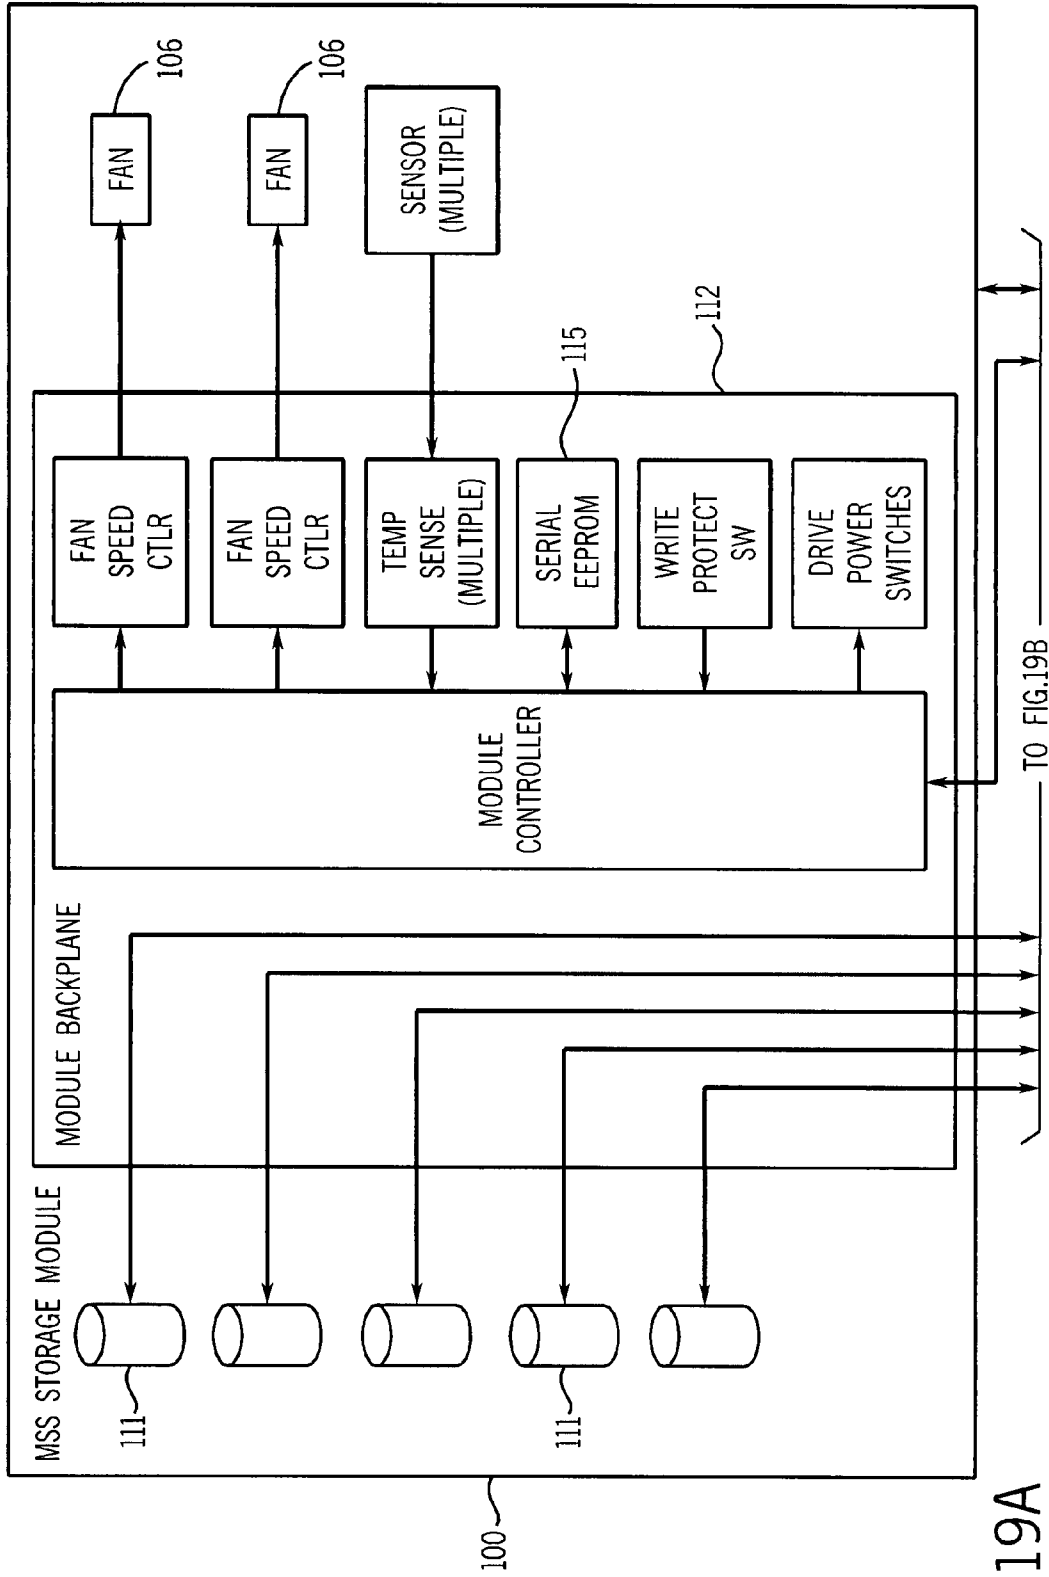 MSS STORAGE MODULE
MODULE BACKPLANE
111
111
100
MODULE
CONTROLLER
FAN
SPEED
CTLR
FAN
SPEED
CTLR
TEMP
SENSE
(MULTIPLE)
SERIAL
EEPROM
115
WRITE
PROTECT
SW
DRIVE
POWER
SWITCHES
112
FAN
106
FAN
106
SENSOR
(MULTIPLE)
TO FIG.19B
19A